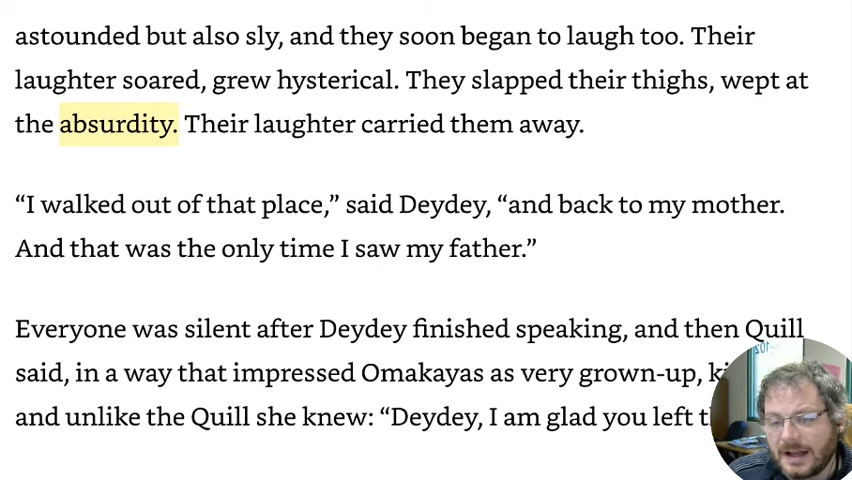 astounded but also sly, and they soon began to laugh too. Their
laughter soared, grew hysterical. They slapped their thighs, wept at
the absurdity. Their laughter carried them away.
“I walked out of that place,” said Deydey, “and back to my mother.
And that was the only time I saw my father.”
Everyone was silent after Deydey finished speaking, and then Quill
said, in a way that impressed Omakayas as very grown-up,
and unlike the Quill she knew: “Deydey, I am glad you left